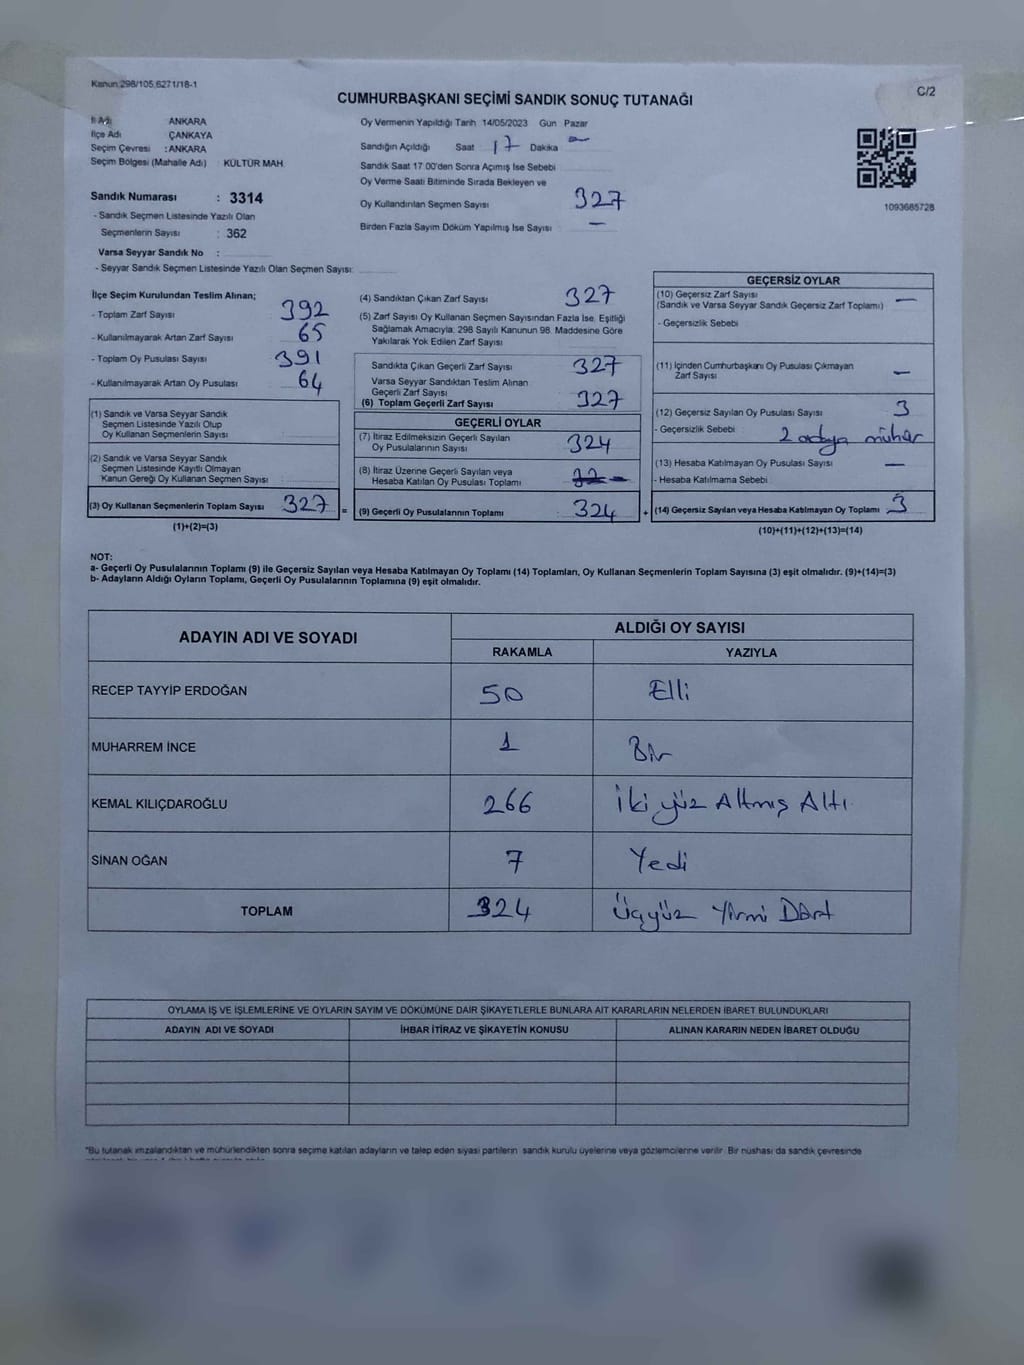 Kanun 298/105,6271/18-1
CUMHURBAŞKANI SEÇİMİ SANDIK SONUÇ TUTANAĞI
C/2
İl Adı ANKARA
İlçe Adı ÇANKAYA
Seçim Çevresi : ANKARA
Seçim Bölgesi (Mahalle Adı) : KÜLTÜR MAH.
Sandık Numarası : 3314
- Sandık Seçmen Listesinde Yazılı Olan
Seçmenlerin Sayısı : 362
Varsa Seyyar Sandık No :
- Seyyar Sandık Seçmen Listesinde Yazılı Olan Seçmen Sayısı:
Oy Vermenin Yapıldığı Tarih 14/05/2023 Gün Pazar
Sandığın Açıldığı Saat 17 Dakika
Sandık Saat 17:00'den Sonra Açımış İse Sebebi
Oy Verme Saati Bitiminde Sırada Bekleyen ve
Oy Kullandırılan Seçmen Sayısı 327
Birden Fazla Sayım Döküm Yapılmış İse Sayısı —
1093685728
İlçe Seçim Kurulundan Teslim Alınan;
- Toplam Zarf Sayısı 392
- Kullanılmayarak Artan Zarf Sayısı 65
- Toplam Oy Pusulası Sayısı 391
- Kullanılmayarak Artan Oy Pusulası 64
(1) Sandık ve Varsa Seyyar Sandık
Seçmen Listesinde Yazılı Olup
Oy Kullanan Seçmenlerin Sayısı
(2) Sandık ve Varsa Seyyar Sandık
Seçmen Listesinde Kayıtlı Olmayan
Kanun Gereği Oy Kullanan Seçmen Sayısı :
(3) Oy Kullanan Seçmenlerin Toplam Sayısı 327 =
(1)+(2)=(3)
(4) Sandıktan Çıkan Zarf Sayısı 327
(5) Zarf Sayısı Oy Kullanan Seçmen Sayısından Fazla İse, Eşitliği
Sağlamak Amacıyla, 298 Sayılı Kanunun 98. Maddesine Göre
Yakılarak Yok Edilen Zarf Sayısı
Sandıkta Çıkan Geçerli Zarf Sayısı 327
Varsa Seyyar Sandıktan Teslim Alınan
Geçerli Zarf Sayısı
(6) Toplam Geçerli Zarf Sayısı 327
GEÇERLİ OYLAR
(7) İtiraz Edilmeksizin Geçerli Sayılan
Oy Pusulalarının Sayısı 324
(8) İtiraz Üzerine Geçerli Sayılan veya
Hesaba Katılan Oy Pusulası Toplamı —
(9) Geçerli Oy Pusulalarının Toplamı 324 +
GEÇERSİZ OYLAR
(10) Geçersiz Zarf Sayısı —
(Sandık ve Varsa Seyyar Sandık Geçersiz Zarf Toplamı)
- Geçersizlik Sebebi
(11) İçinden Cumhurbaşkanı Oy Pusulası Çıkmayan
Zarf Sayısı —
(12) Geçersiz Sayılan Oy Pusulası Sayısı 3
- Geçersizlik Sebebi 2 adaya mühür
(13) Hesaba Katılmayan Oy Pusulası Sayısı —
- Hesaba Katılmama Sebebi
(14) Geçersiz Sayılan veya Hesaba Katılmayan Oy Toplamı 3
(10)+(11)+(12)+(13)=(14)
NOT:
a- Geçerli Oy Pusulalarının Toplamı (9) ile Geçersiz Sayılan veya Hesaba Katılmayan Oy Toplamı (14) Toplamları, Oy Kullanan Seçmenlerin Toplam Sayısına (3) eşit olmalıdır. (9)+(14)=(3)
b- Adayların Aldığı Oyların Toplamı, Geçerli Oy Pusulalarının Toplamına (9) eşit olmalıdır.
ADAYIN ADI VE SOYADI ALDIĞI OY SAYISI
RAKAMLA YAZIYLA
RECEP TAYYİP ERDOĞAN 50 Elli
MUHARREM İNCE 1 Bir
KEMAL KILIÇDAROĞLU 266 İki yüz Altmış Altı
SİNAN OĞAN 7 Yedi
TOPLAM 324 Üçyüz Yirmi Dört
OYLAMA İŞ VE İŞLEMLERİNE VE OYLARIN SAYIM VE DÖKÜMÜNE DAİR ŞİKAYETLERLE BUNLARA AİT KARARLARIN NELERDEN İBARET BULUNDUKLARI
ADAYIN ADI VE SOYADI İHBAR İTİRAZ VE ŞİKAYETİN KONUSU ALINAN KARARIN NEDEN İBARET OLDUĞU
*Bu tutanak imzalandıktan ve mühürlendikten sonra seçime katılan adayların ve talep eden siyasi partilerin sandık kurulu üyelerine veya gözlemcilerine verilir. Bir nüshası da sandık çevresinde